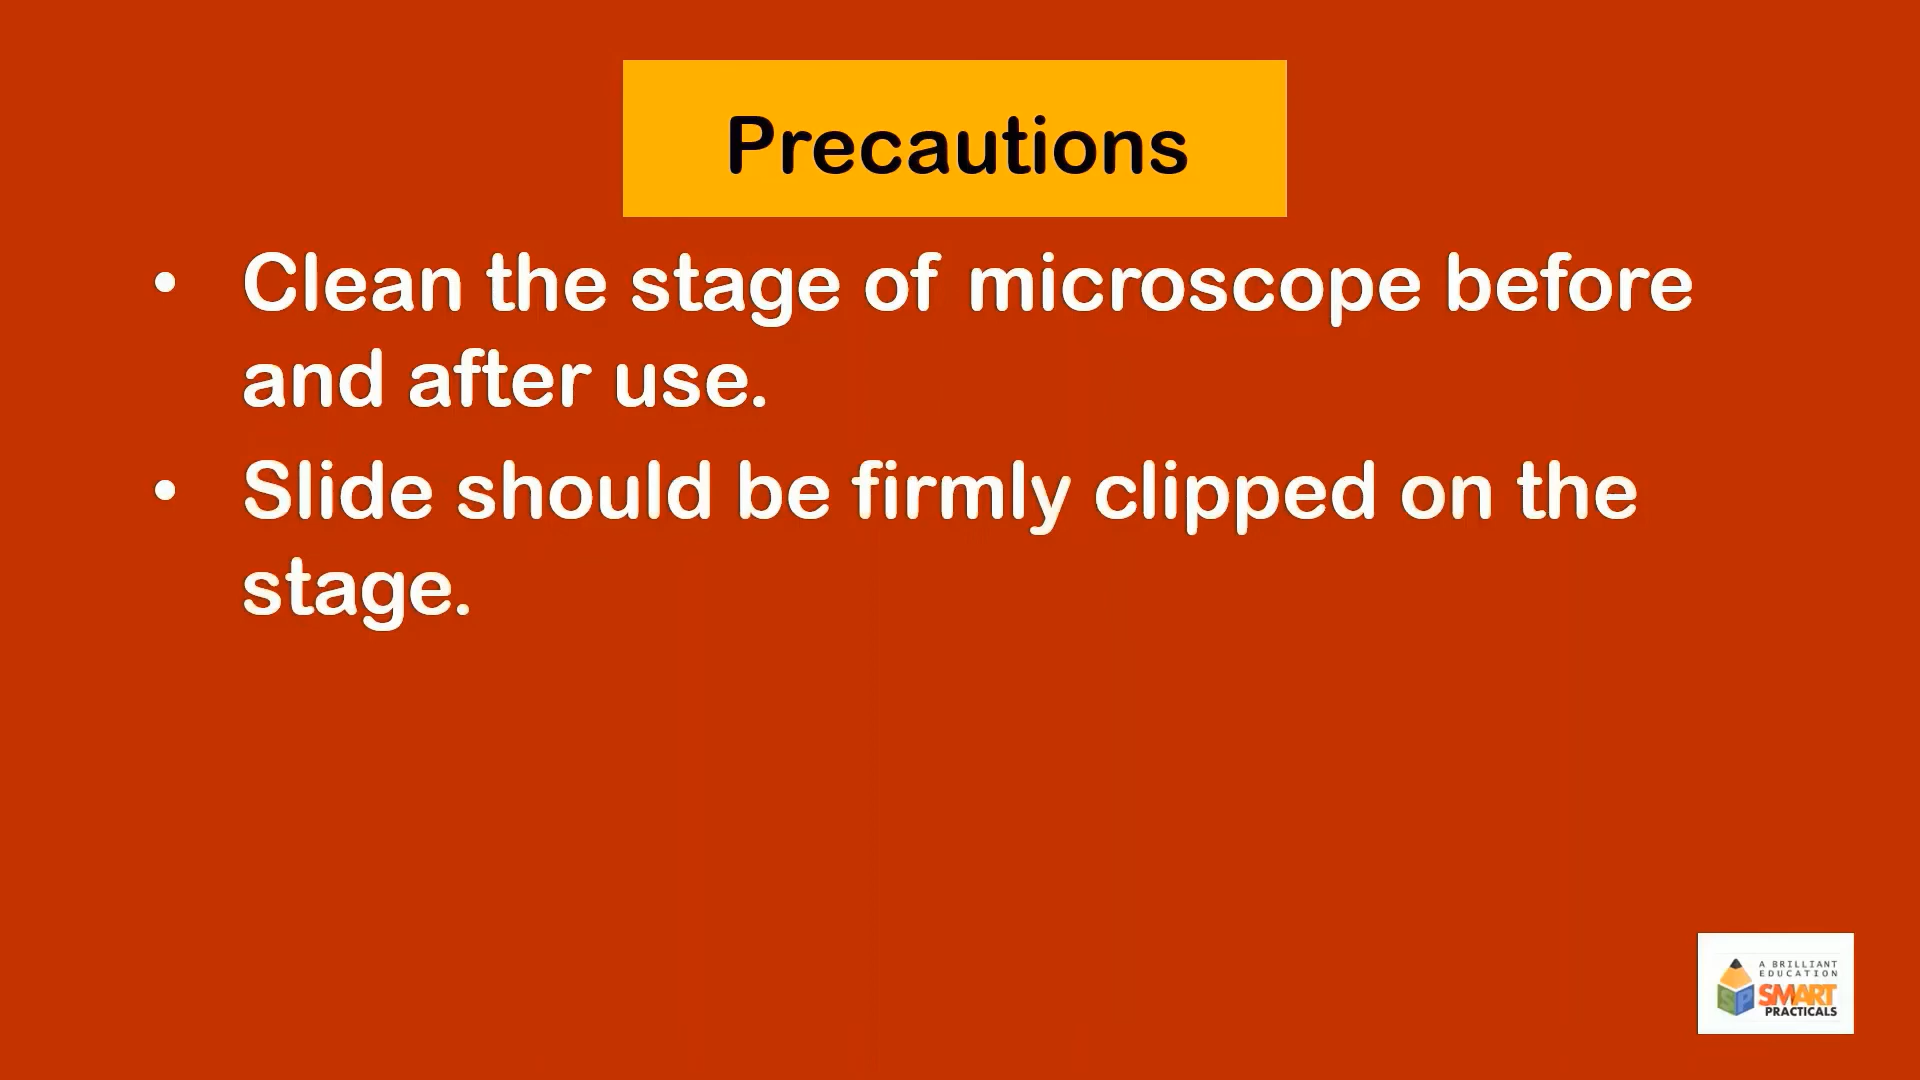 Precautions
• Clean the stage of microscope before
and after use.
• Slide should be firmly clipped on the
stage.
A BRILLIANT
EDUCATION
SP
SMART
PRACTICALS